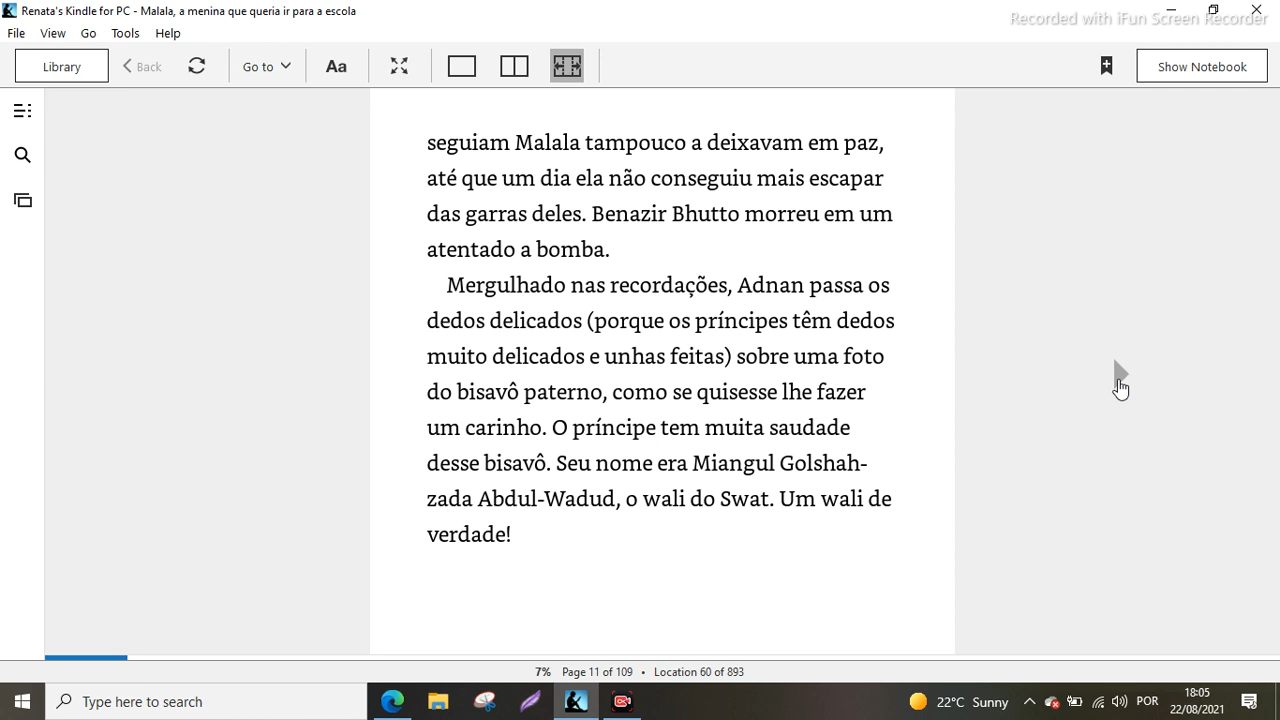 Renata's Kindle for PC - Malala, a menina que queria ir para a escola
Recorded with iFun Screen Recorder
File View Go Tools Help
Library Back Go to Aa Show Notebook
seguiam Malala tampouco a deixavam em paz,
até que um dia ela não conseguiu mais escapar
das garras deles. Benazir Bhutto morreu em um
atentado a bomba.
Mergulhado nas recordações, Adnan passa os
dedos delicados (porque os príncipes têm dedos
muito delicados e unhas feitas) sobre uma foto
do bisavô paterno, como se quisesse lhe fazer
um carinho. O príncipe tem muita saudade
desse bisavô. Seu nome era Miangul Golshah-
zada Abdul-Wadud, o wali do Swat. Um wali de
verdade!
7% Page 11 of 109 • Location 60 of 893
Type here to search
22°C Sunny
POR
18:05
22/08/2021